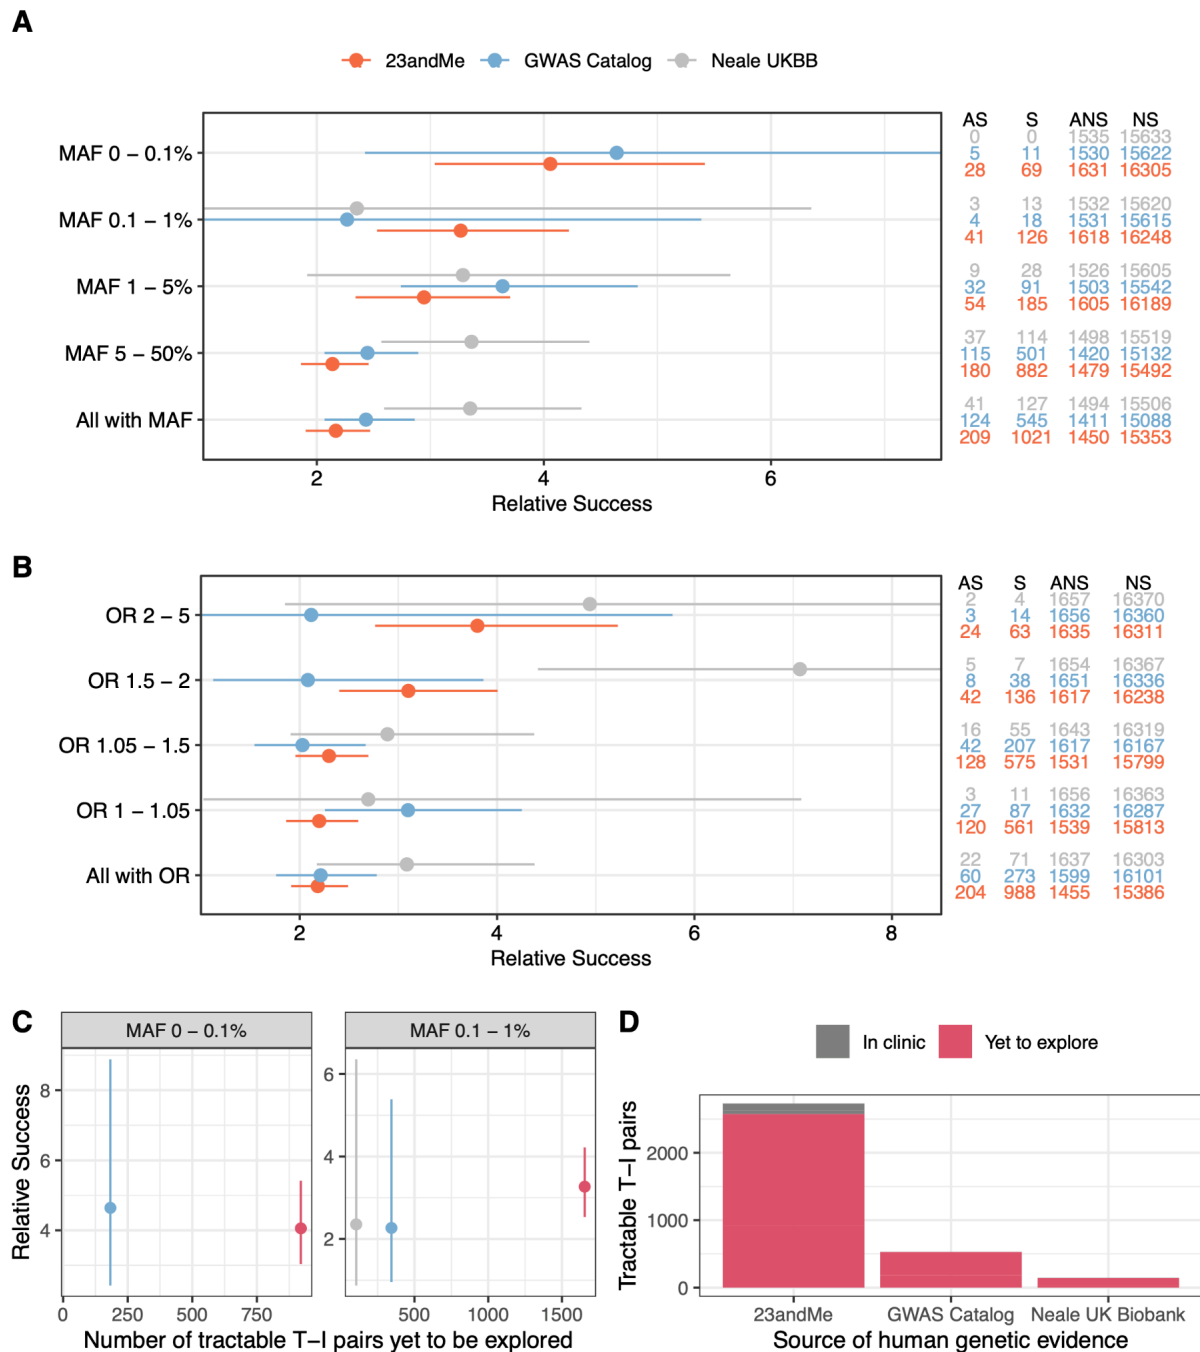 A
23andMe GWAS Catalog Neale UKBB
AS S ANS NS
0 0 1535 15633
MAF 0 – 0.1% 5 11 1530 15622
28 69 1631 16305
3 13 1532 15620
MAF 0.1 – 1% 4 18 1531 15615
41 126 1618 16248
9 28 1526 15605
MAF 1 – 5% 32 91 1503 15542
54 185 1605 16189
37 114 1498 15519
MAF 5 – 50% 115 501 1420 15132
180 882 1479 15492
41 127 1494 15506
All with MAF 124 545 1411 15088
209 1021 1450 15353
2 4 6
Relative Success
B
AS S ANS NS
2 4 1657 16370
OR 2 – 5 3 14 1656 16360
24 63 1635 16311
5 7 1654 16367
OR 1.5 – 2 8 38 1651 16336
42 136 1617 16238
16 55 1643 16319
OR 1.05 – 1.5 42 207 1617 16167
128 575 1531 15799
3 11 1656 16363
OR 1 – 1.05 27 87 1632 16287
120 561 1539 15813
22 71 1637 16303
All with OR 60 273 1599 16101
204 988 1455 15386
2 4 6 8
Relative Success
C
MAF 0 – 0.1% MAF 0.1 – 1%
Relative Success
8
6
4
6
4
2
0 250 500 750 500 1000 1500
Number of tractable T–I pairs yet to be explored
D
In clinic Yet to explore
Tractable T–I pairs
2000
1000
0
23andMe GWAS Catalog Neale UK Biobank
Source of human genetic evidence